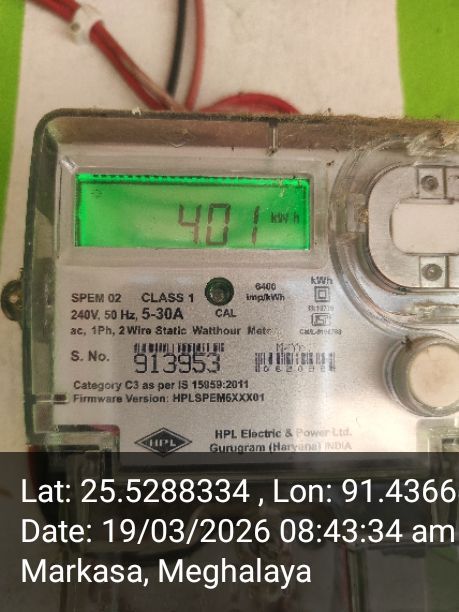 401 kWh
SPEM 02 CLASS 1
240V, 50 Hz, 5-30A
CAL
6400
imp/kWh
kWh
ac, 1Ph, 2 Wire Static Watthour
S. No. 913953
Category C3 as per IS 15959:2011
Firmware Version: HPLSPEM6XXX01
HPL
HPL Electric & Power Ltd.
Gurugram (Haryana) INDIA
Lat: 25.5288334 , Lon: 91.4366
Date: 19/03/2026 08:43:34 am
Markasa, Meghalaya